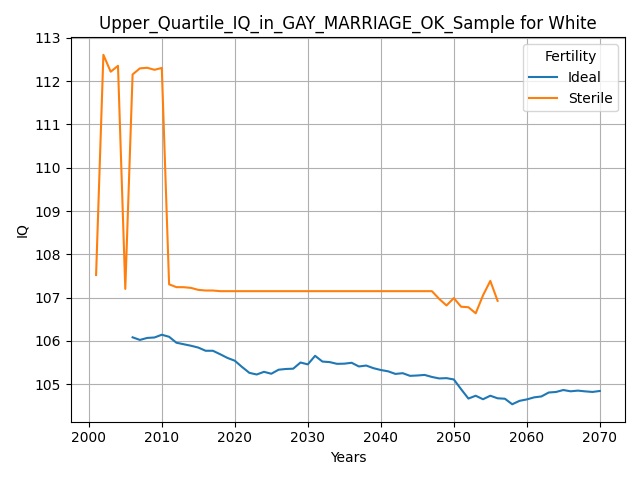 Upper_Quartile_IQ_in_GAY_MARRIAGE_OK_Sample for White
Fertility
Ideal
Sterile
113
112
111
110
109
108
107
106
105
IQ
2000
2010
2020
2030
2040
2050
2060
2070
Years